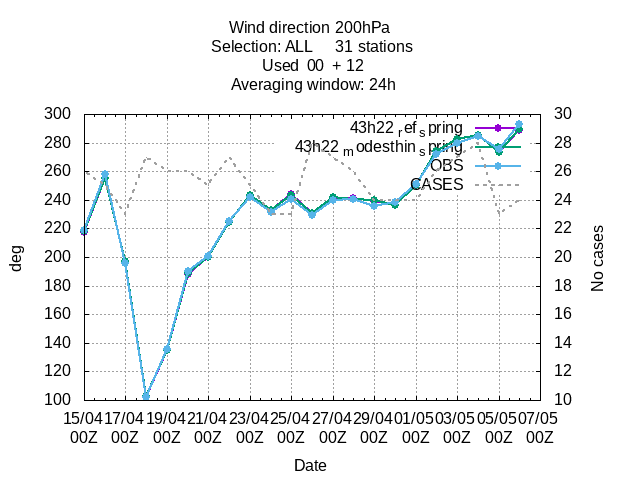 Wind direction 200hPa
Selection: ALL     31 stations
Used  00  + 12
Averaging window: 24h
300 30
43h22 ref spring
280 28
43h22 modesthin spring
260 26
OBS
CASES
240 24
220 22
200 20
180 18
160 16
140 14
120 12
100 10
deg
No cases
15/04 17/04 19/04 21/04 23/04 25/04 27/04 29/04 01/05 03/05 05/05 07/05
00Z 00Z 00Z 00Z 00Z 00Z 00Z 00Z 00Z 00Z 00Z 00Z
Date